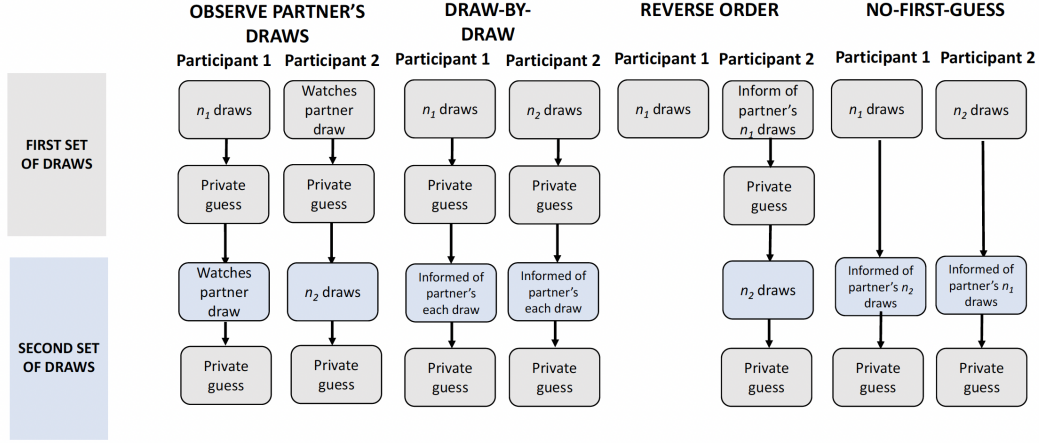 OBSERVE PARTNER'S
DRAWS
DRAW-BY-
DRAW
REVERSE ORDER
NO-FIRST-GUESS
Participant 1
Participant 2
Participant 1
Participant 2
Participant 1
Participant 2
Participant 1
Participant 2
FIRST SET
OF DRAWS
n1 draws
Watches
partner
draw
n1 draws
n2 draws
n1 draws
Inform of
partner's
n1 draws
n1 draws
n2 draws
Private
guess
Private
guess
Private
guess
Private
guess
Private
guess
SECOND SET
OF DRAWS
Watches
partner
draw
n2 draws
Informed of
partner's
each draw
Informed of
partner's
each draw
n2 draws
Informed of
partner's n2
draws
Informed of
partner's n1
draws
Private
guess
Private
guess
Private
guess
Private
guess
Private
guess
Private
guess
Private
guess